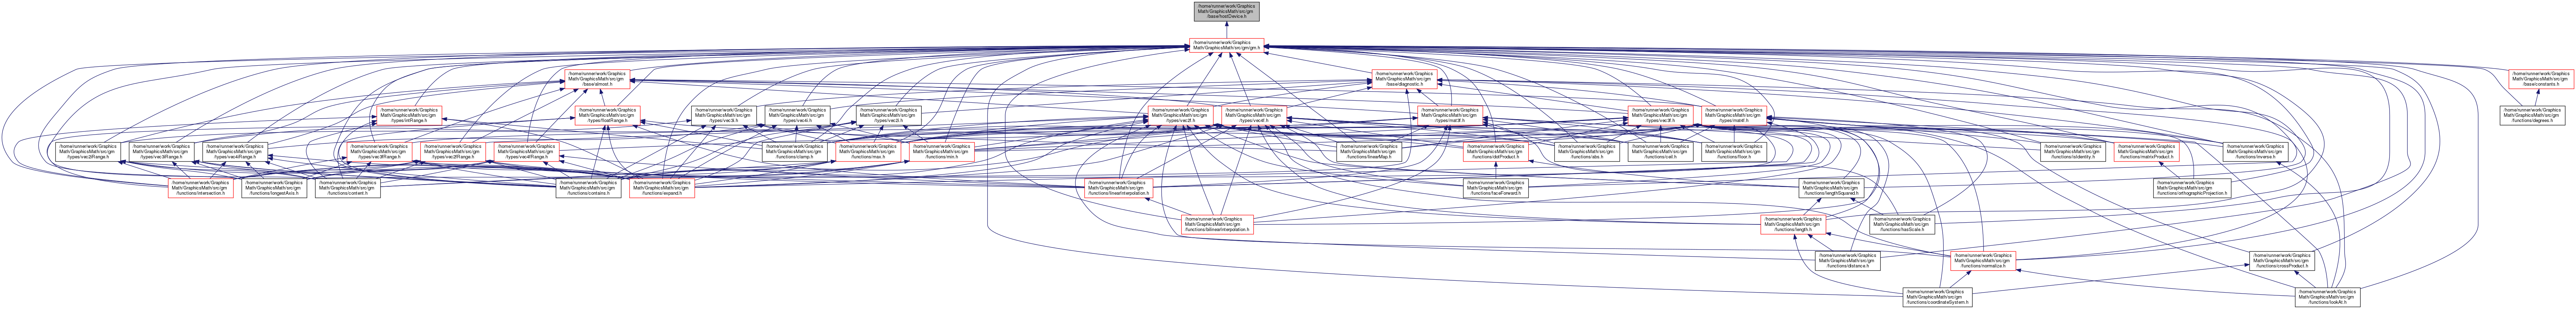 /home/runner/work/Graphics
Math/GraphicsMath/src/gm
/base/hostDevice.h
/home/runner/work/Graphics
Math/GraphicsMath/src/gm/gm.h
/home/runner/work/Graphics
Math/GraphicsMath/src/gm
/base/almost.h
/home/runner/work/Graphics
Math/GraphicsMath/src/gm
/base/diagnostic.h
/home/runner/work/Graphics
Math/GraphicsMath/src/gm
/base/constants.h
/home/runner/work/Graphics
Math/GraphicsMath/src/gm
/types/intRange.h
/home/runner/work/Graphics
Math/GraphicsMath/src/gm
/types/floatRange.h
/home/runner/work/Graphics
Math/GraphicsMath/src/gm
/types/vec3i.h
/home/runner/work/Graphics
Math/GraphicsMath/src/gm
/types/vec4i.h
/home/runner/work/Graphics
Math/GraphicsMath/src/gm
/types/vec2i.h
/home/runner/work/Graphics
Math/GraphicsMath/src/gm
/types/vec2f.h
/home/runner/work/Graphics
Math/GraphicsMath/src/gm
/types/vec4f.h
/home/runner/work/Graphics
Math/GraphicsMath/src/gm
/types/mat3f.h
/home/runner/work/Graphics
Math/GraphicsMath/src/gm
/types/vec3f.h
/home/runner/work/Graphics
Math/GraphicsMath/src/gm
/types/mat4f.h
/home/runner/work/Graphics
Math/GraphicsMath/src/gm
/functions/degrees.h
/home/runner/work/Graphics
Math/GraphicsMath/src/gm
/types/vec2iRange.h
/home/runner/work/Graphics
Math/GraphicsMath/src/gm
/types/vec3iRange.h
/home/runner/work/Graphics
Math/GraphicsMath/src/gm
/types/vec4iRange.h
/home/runner/work/Graphics
Math/GraphicsMath/src/gm
/types/vec3fRange.h
/home/runner/work/Graphics
Math/GraphicsMath/src/gm
/types/vec2fRange.h
/home/runner/work/Graphics
Math/GraphicsMath/src/gm
/types/vec4fRange.h
/home/runner/work/Graphics
Math/GraphicsMath/src/gm
/functions/clamp.h
/home/runner/work/Graphics
Math/GraphicsMath/src/gm
/functions/max.h
/home/runner/work/Graphics
Math/GraphicsMath/src/gm
/functions/min.h
/home/runner/work/Graphics
Math/GraphicsMath/src/gm
/functions/linearMap.h
/home/runner/work/Graphics
Math/GraphicsMath/src/gm
/functions/dotProduct.h
/home/runner/work/Graphics
Math/GraphicsMath/src/gm
/functions/abs.h
/home/runner/work/Graphics
Math/GraphicsMath/src/gm
/functions/ceil.h
/home/runner/work/Graphics
Math/GraphicsMath/src/gm
/functions/floor.h
/home/runner/work/Graphics
Math/GraphicsMath/src/gm
/functions/isIdentity.h
/home/runner/work/Graphics
Math/GraphicsMath/src/gm
/functions/matrixProduct.h
/home/runner/work/Graphics
Math/GraphicsMath/src/gm
/functions/inverse.h
/home/runner/work/Graphics
Math/GraphicsMath/src/gm
/functions/intersection.h
/home/runner/work/Graphics
Math/GraphicsMath/src/gm
/functions/longestAxis.h
/home/runner/work/Graphics
Math/GraphicsMath/src/gm
/functions/content.h
/home/runner/work/Graphics
Math/GraphicsMath/src/gm
/functions/contains.h
/home/runner/work/Graphics
Math/GraphicsMath/src/gm
/functions/expand.h
/home/runner/work/Graphics
Math/GraphicsMath/src/gm
/functions/linearInterpolation.h
/home/runner/work/Graphics
Math/GraphicsMath/src/gm
/functions/faceForward.h
/home/runner/work/Graphics
Math/GraphicsMath/src/gm
/functions/lengthSquared.h
/home/runner/work/Graphics
Math/GraphicsMath/src/gm
/functions/orthographicProjection.h
/home/runner/work/Graphics
Math/GraphicsMath/src/gm
/functions/bilinearInterpolation.h
/home/runner/work/Graphics
Math/GraphicsMath/src/gm
/functions/length.h
/home/runner/work/Graphics
Math/GraphicsMath/src/gm
/functions/hasScale.h
/home/runner/work/Graphics
Math/GraphicsMath/src/gm
/functions/distance.h
/home/runner/work/Graphics
Math/GraphicsMath/src/gm
/functions/normalize.h
/home/runner/work/Graphics
Math/GraphicsMath/src/gm
/functions/crossProduct.h
/home/runner/work/Graphics
Math/GraphicsMath/src/gm
/functions/coordinateSystem.h
/home/runner/work/Graphics
Math/GraphicsMath/src/gm
/functions/lookAt.h